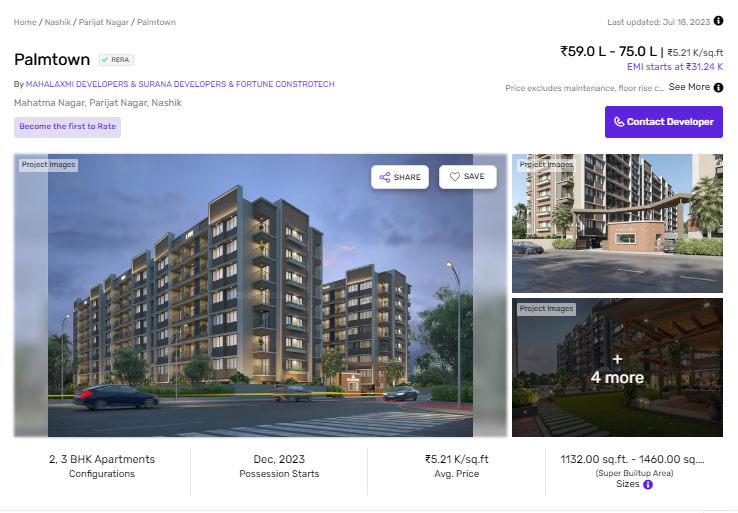 Home / Nashik / Parijat Nagar / Palmtown
Last updated: Jul 18, 2023
Palmtown
RERA
₹59.0 L - 75.0 L | ₹5.21 K/sq.ft
EMI starts at ₹31.24 K
By MAHALAXMI DEVELOPERS & SURANA DEVELOPERS & FORTUNE CONSTROTECH
Price excludes maintenance, floor rise c... See More
Mahatma Nagar, Parijat Nagar, Nashik
Become the first to Rate
Contact Developer
Project Images
SHARE
SAVE
Project Images
Project Images
+
4 more
2, 3 BHK Apartments
Configurations
Dec, 2023
Possession Starts
₹5.21 K/sq.ft
Avg. Price
1132.00 sq.ft. - 1460.00 sq....
(Super Builtup Area)
Sizes